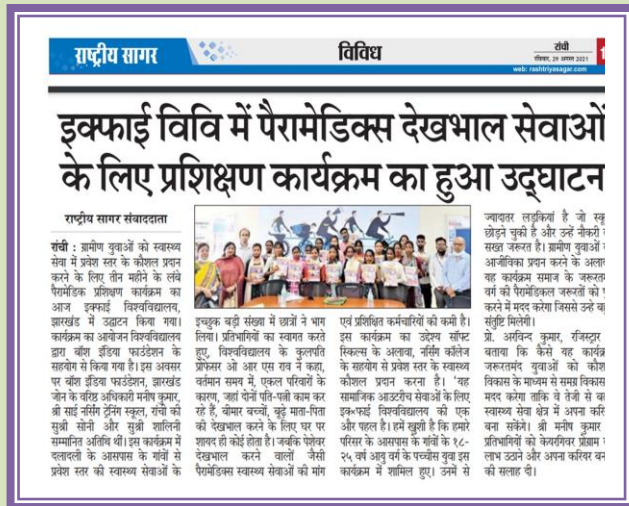 राष्ट्रीय सागर
विविध
रांची
रविवार, 29 अगस्त 2021
web: rashtriyasagar.com
इक्फाई विवि में पैरामेडिक्स देखभाल सेवाओं
के लिए प्रशिक्षण कार्यक्रम का हुआ उद्घाटन
राष्ट्रीय सागर संवाददाता
रांची : ग्रामीण युवाओं को स्वास्थ्य
सेवा में प्रवेश स्तर के कौशल प्रदान
करने के लिए तीन महीने के लंबे
पैरामेडिक प्रशिक्षण कार्यक्रम का
आज इक्फाई विश्वविद्यालय,
झारखंड में उद्घाटन किया गया।
कार्यक्रम का आयोजन विश्वविद्यालय
द्वारा बॉश इंडिया फाउंडेशन के
सहयोग से किया गया है। इस अवसर
पर बॉश इंडिया फाउंडेशन, झारखंड
जोन के वरिष्ठ अधिकारी मनीष कुमार,
श्री साई नर्सिंग ट्रेनिंग स्कूल, रांची की
सुश्री सोनी और सुश्री शालिनी
सम्मानित अतिथि थीं। इस कार्यक्रम में
दलादली के आसपास के गांवों से
प्रवेश स्तर की स्वास्थ्य सेवाओं के
इच्छुक बड़ी संख्या में छात्रों ने भाग
लिया। प्रतिभागियों का स्वागत करते
हुए, विश्वविद्यालय के कुलपति
प्रोफेसर ओ आर एस राव ने कहा,
वर्तमान समय में, एकल परिवारों के
कारण, जहां दोनों पति-पत्नी काम कर
रहे हैं, बीमार बच्चों, बूढ़े माता-पिता
की देखभाल करने के लिए घर पर
शायद ही कोई होता है। जबकि पेशेवर
देखभाल करने वालों जैसी
पैरामेडिक्स स्वास्थ्य सेवाओं की मांग
एवं प्रशिक्षित कर्मचारियों की कमी है।
इस कार्यक्रम का उद्देश्य सॉफ्ट
स्किल्स के अलावा, नर्सिंग कॉलेज
के सहयोग से प्रवेश स्तर के स्वास्थ्य
कौशल प्रदान करना है। 'यह
सामाजिक आउटरीच सेवाओं के लिए
इक्फाई विश्वविद्यालय की एक
और पहल है। हमें खुशी है कि हमारे
परिसर के आसपास के गांवों के १८-
२५ वर्ष आयु वर्ग के पच्चीस युवा इस
कार्यक्रम में शामिल हुए। उनमें से
ज्यादातर लड़कियां है जो
छोड़ने चुकी है और उन्हें नौकरी
सख्त जरूरत है। ग्रामीण युवाओं
आजीविका प्रदान करने के
यह कार्यक्रम समाज के
वर्ग की पैरामेडिकल जरूरतों को
करने में मदद करेगा जिससे उन्हें
संतुष्टि मिलेगी।
प्रो. अरविन्द कुमार, रजिस्ट्रार
बताया कि कैसे यह
जरूरतमंद युवाओं को
विकास के माध्यम से समग्र
मदद करेगा ताकि वे तेजी से
स्वास्थ्य सेवा क्षेत्र में अपना
बना सकेंगे। श्री मनीष कुमार
प्रतिभागियों को केयरगिवर प्रोग्राम
लाभ उठाने और अपना करियर
की सलाह दी।